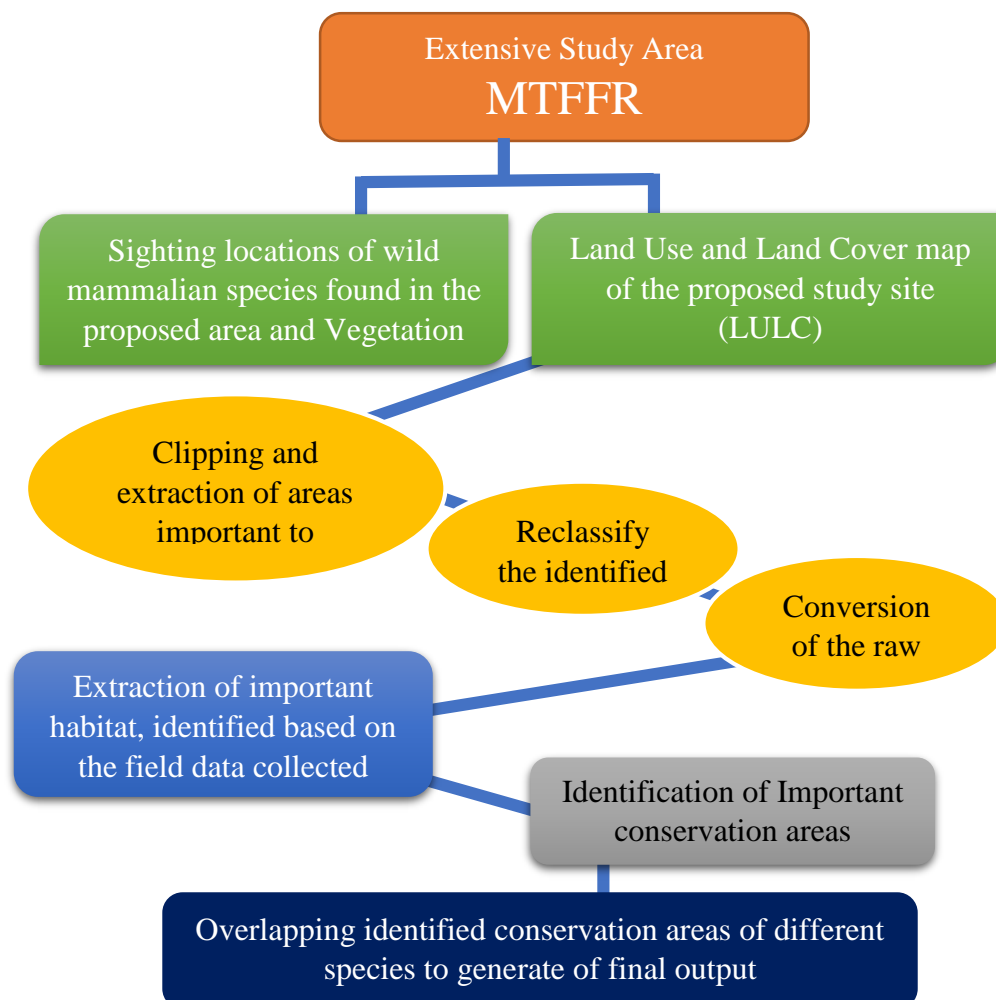 Extensive Study Area
MTFFR
Sighting locations of wild
mammalian species found in the
proposed area and Vegetation
Land Use and Land Cover map
of the proposed study site
(LULC)
Clipping and
extraction of areas
important to
Reclassify
the identified
Conversion
of the raw
Extraction of important
habitat, identified based on
the field data collected
Identification of Important
conservation areas
Overlapping identified conservation areas of different
species to generate of final output